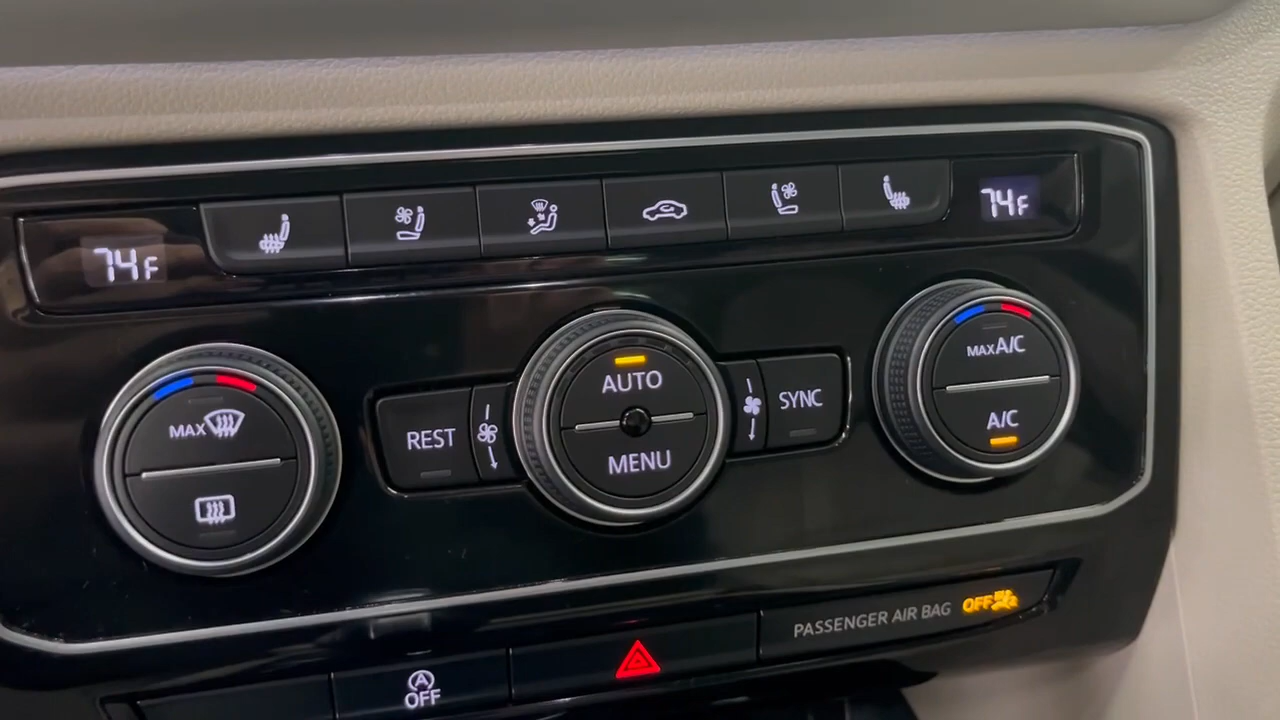 74F
74F
MAX
REST
AUTO
MENU
SYNC
MAX A/C
A/C
PASSENGER AIR BAG OFF
A
OFF